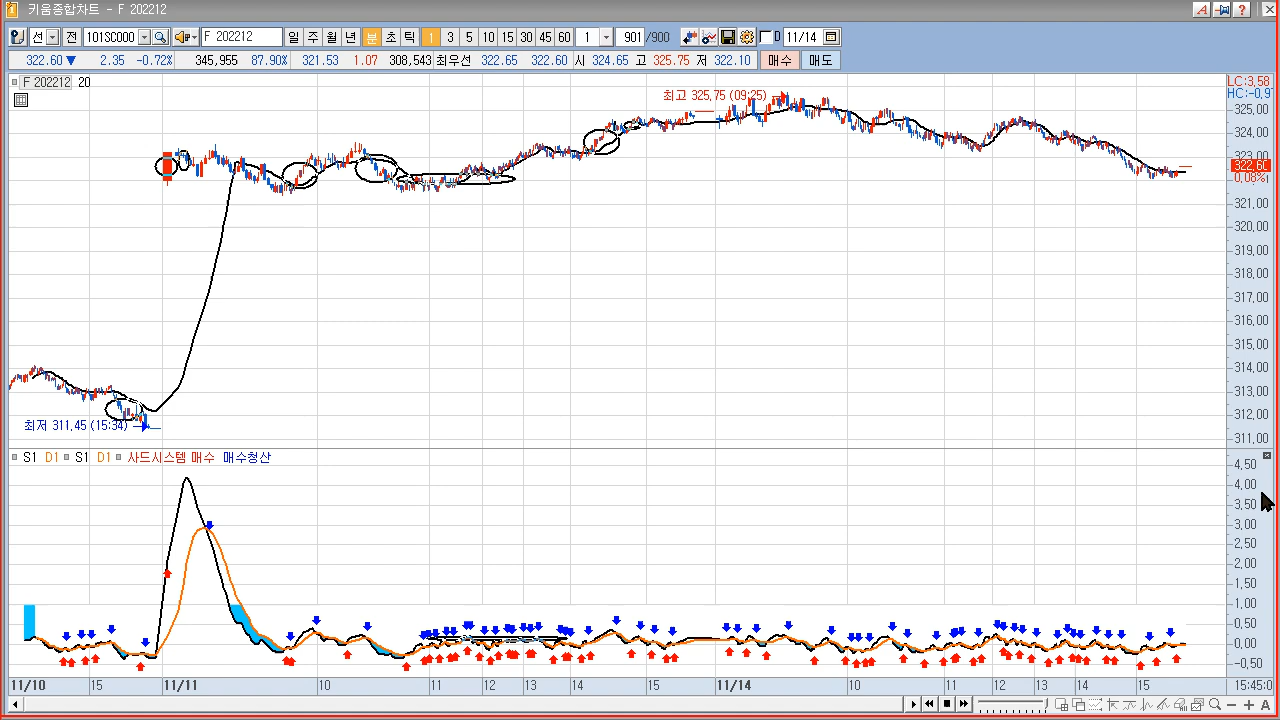 키움종합차트 - F 202212
선 전 101SC000 F 202212 일 주 월 년 분 초 틱 1 3 5 10 15 30 45 60 1 901 /900 D 11/14
322.60 ▼ 2.35 -0.72% 345,955 87.90% 321.53 1.07 308,543 최우선 322.65 322.60 시 324.65 고 325.75 저 322.10 매수 매도
F 202212 20
LC:3,58
HC:-0,9
최고 325,75 (09:25)
325,00
324,00
323,00
322,60
0,08%
321,00
320,00
319,00
318,00
317,00
316,00
315,00
314,00
313,00
312,00
311,00
최저 311,45 (15:34)
S1 D1 S1 D1 사드시스템 매수 매수청산
4,50
4,00
3,50
3,00
2,50
2,00
1,50
1,00
0,50
0,00
-0,50
11/10 15 11/11 10 11 12 13 14 15 11/14 10 11 12 13 14 15 15:45:0
A